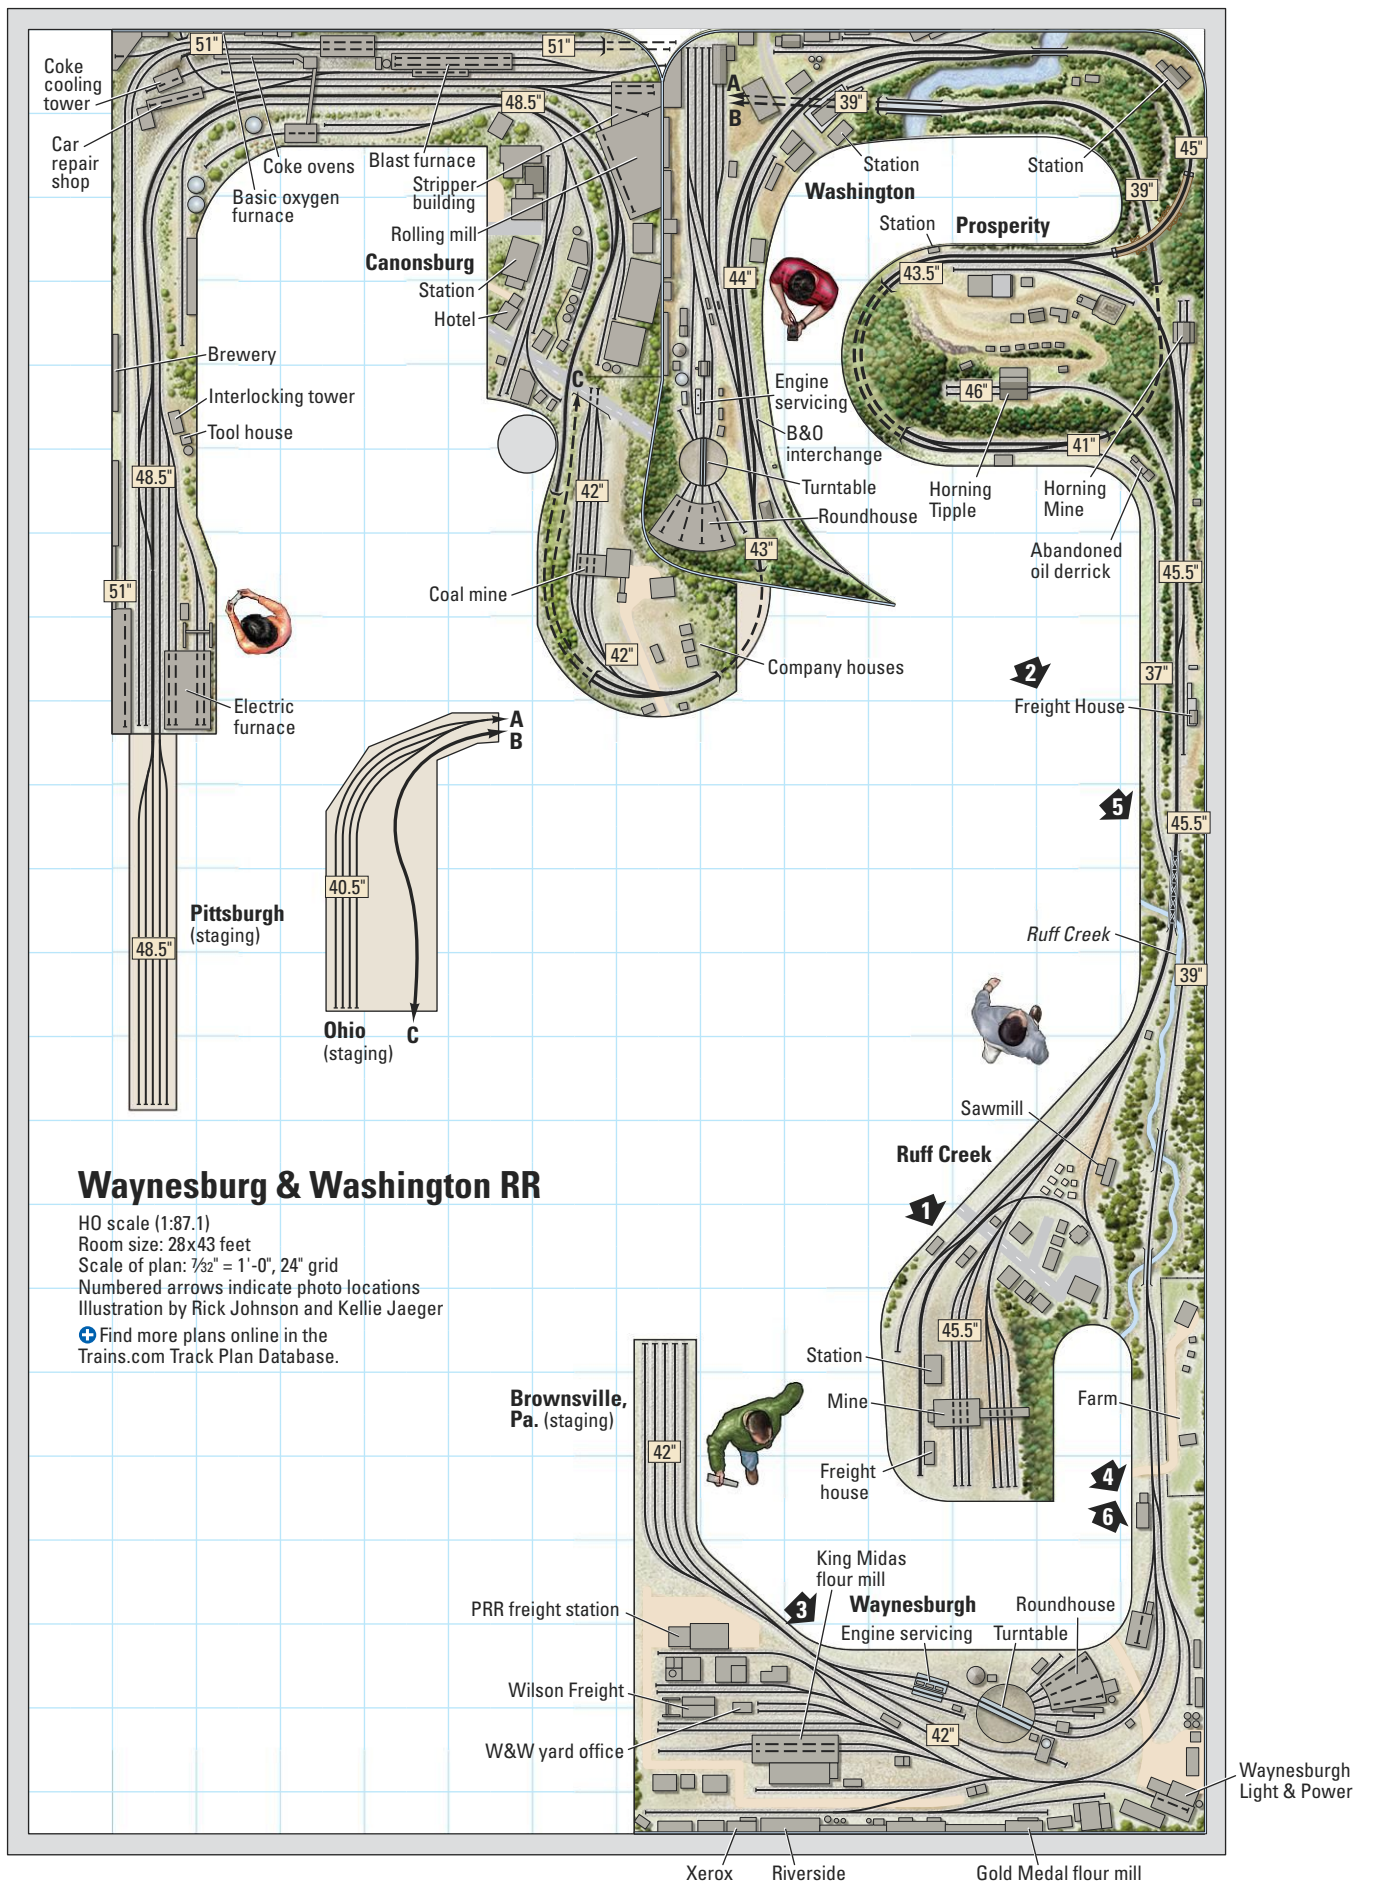 51"
51"
Coke
cooling
tower
Car
repair
shop
Coke ovens
Basic oxygen
furnace
Blast furnace
Stripper
building
Rolling mill
48.5"
Canonsburg
Station
Hotel
A
B
39"
Station
Washington
Station
45"
39"
Station
Prosperity
43.5"
44"
Brewery
Interlocking tower
Tool house
48.5"
C
42"
Engine
servicing
B&O
interchange
Turntable
Roundhouse
46"
41"
Horning
Tipple
Horning
Mine
Abandoned
oil derrick
43"
45.5"
51"
Coal mine
42"
Company houses
2
37"
Freight House
Electric
furnace
A
B
5
45.5"
40.5"
Pittsburgh
(staging)
48.5"
Ruff Creek
39"
Ohio
(staging)
C
Sawmill
Ruff Creek
1
Waynesburg & Washington RR
HO scale (1:87.1)
Room size: 28x43 feet
Scale of plan: 7⁄32" = 1'-0", 24" grid
Numbered arrows indicate photo locations
Illustration by Rick Johnson and Kellie Jaeger
Find more plans online in the
Trains.com Track Plan Database.
45.5"
Station
Mine
Farm
Freight
house
Brownsville,
Pa. (staging)
42"
4
6
King Midas
flour mill
3
Waynesburgh
Roundhouse
Engine servicing
Turntable
PRR freight station
Wilson Freight
W&W yard office
42"
Waynesburgh
Light & Power
Xerox
Riverside
Gold Medal flour mill